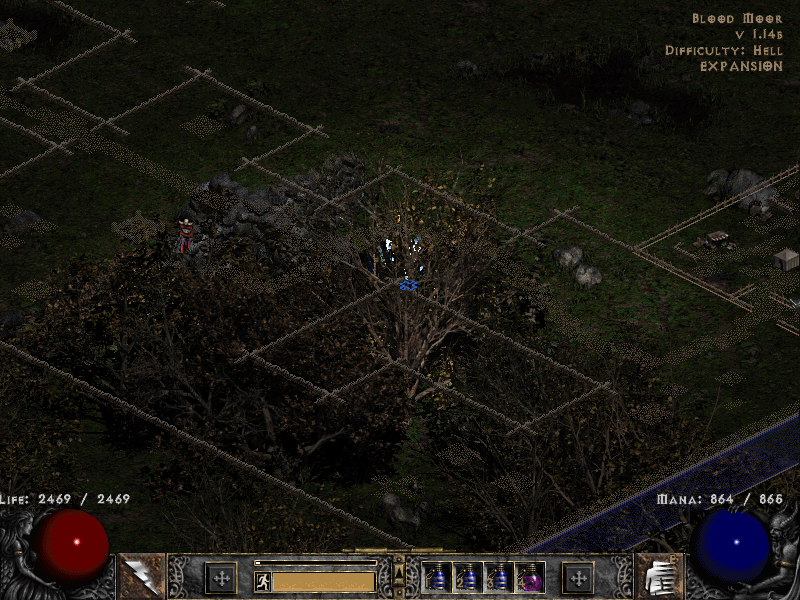 Blood Moor
v 1.14b
Difficulty: Hell
EXPANSION
Life: 2469 / 2469
Mana: 864 / 865